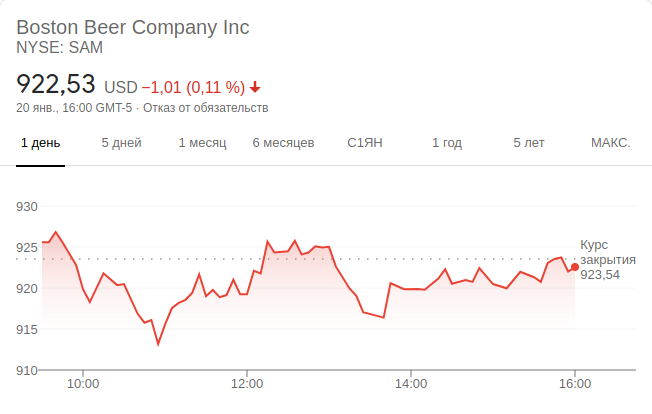 Boston Beer Company Inc
NYSE: SAM
922,53 USD −1,01 (0,11 %)
20 янв., 16:00 GMT-5 · Отказ от обязательств
1 день 5 дней 1 месяц 6 месяцев С1ЯН 1 год 5 лет МАКС.
930
925
920
915
910
Курс
закрытия
923,54
10:00 12:00 14:00 16:00